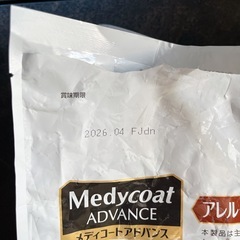 賞味期限
2026.04 FJdn
Medycoat
ADVANCE
メディコートアドバンス
アレル
本製品は主